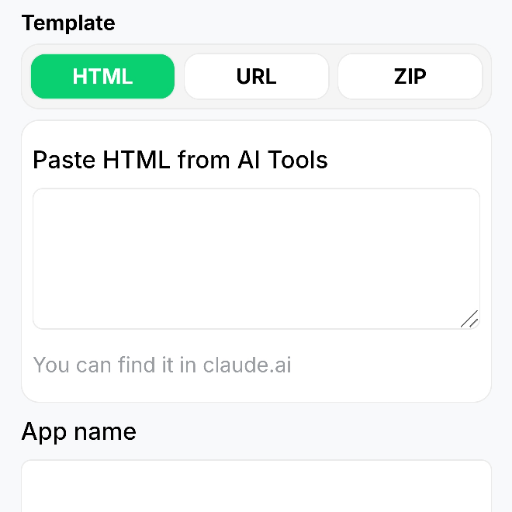 Template
HTML URL ZIP
Paste HTML from AI Tools
You can find it in claude.ai
App name